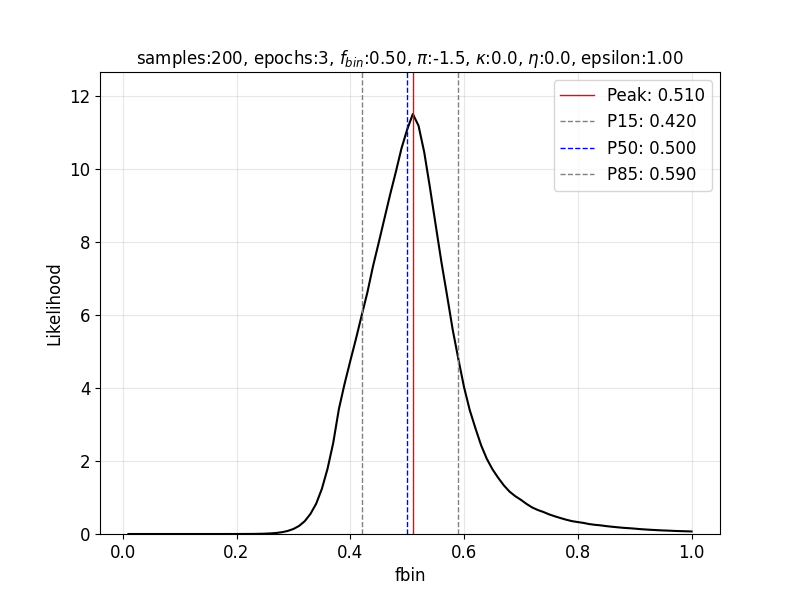 samples:200, epochs:3, f_bin:0.50, π:-1.5, κ:0.0, η:0.0, epsilon:1.00
Peak: 0.510
P15: 0.420
P50: 0.500
P85: 0.590
12
10
8
6
4
2
0
Likelihood
0.0 0.2 0.4 0.6 0.8 1.0
fbin